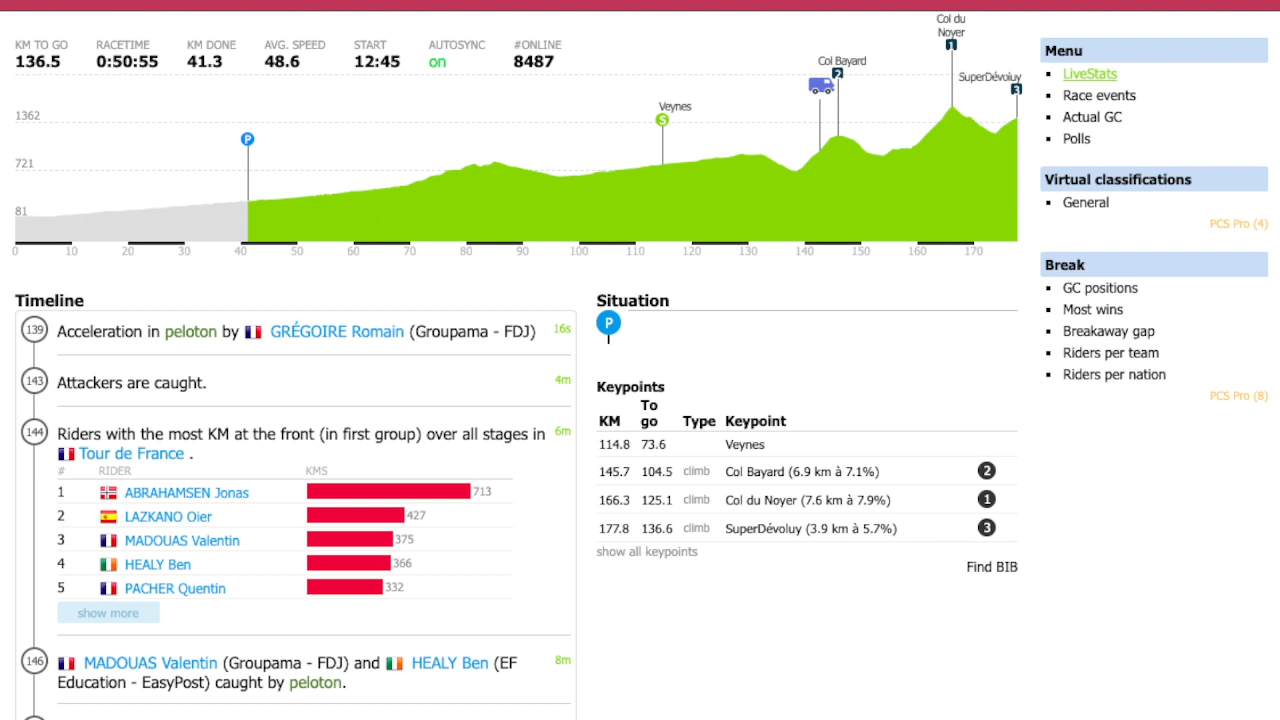 KM TO GO RACETIME KM DONE AVG. SPEED START AUTOSYNC #ONLINE
136.5 0:50:55 41.3 48.6 12:45 on 8487
Col du
Noyer
1
Col Bayard
2
SuperDévoluy
3
Veynes
S
P
1362
721
81
0 10 20 30 40 50 60 70 80 90 100 110 120 130 140 150 160 170
Menu
LiveStats
Race events
Actual GC
Polls
Virtual classifications
General
PCS Pro (4)
Break
GC positions
Most wins
Breakaway gap
Riders per team
Riders per nation
PCS Pro (8)
Timeline
139 Acceleration in peloton by GRÉGOIRE Romain (Groupama - FDJ) 16s
143 Attackers are caught. 4m
144 Riders with the most KM at the front (in first group) over all stages in 6m
Tour de France .
# RIDER KMS
1 ABRAHAMSEN Jonas 713
2 LAZKANO Oier 427
3 MADOUAS Valentin 375
4 HEALY Ben 366
5 PACHER Quentin 332
show more
146 MADOUAS Valentin (Groupama - FDJ) and HEALY Ben (EF 8m
Education - EasyPost) caught by peloton.
Situation
P
Keypoints
KM To go Type Keypoint
114.8 73.6 Veynes
145.7 104.5 climb Col Bayard (6.9 km à 7.1%) 2
166.3 125.1 climb Col du Noyer (7.6 km à 7.9%) 1
177.8 136.6 climb SuperDévoluy (3.9 km à 5.7%) 3
show all keypoints
Find BIB